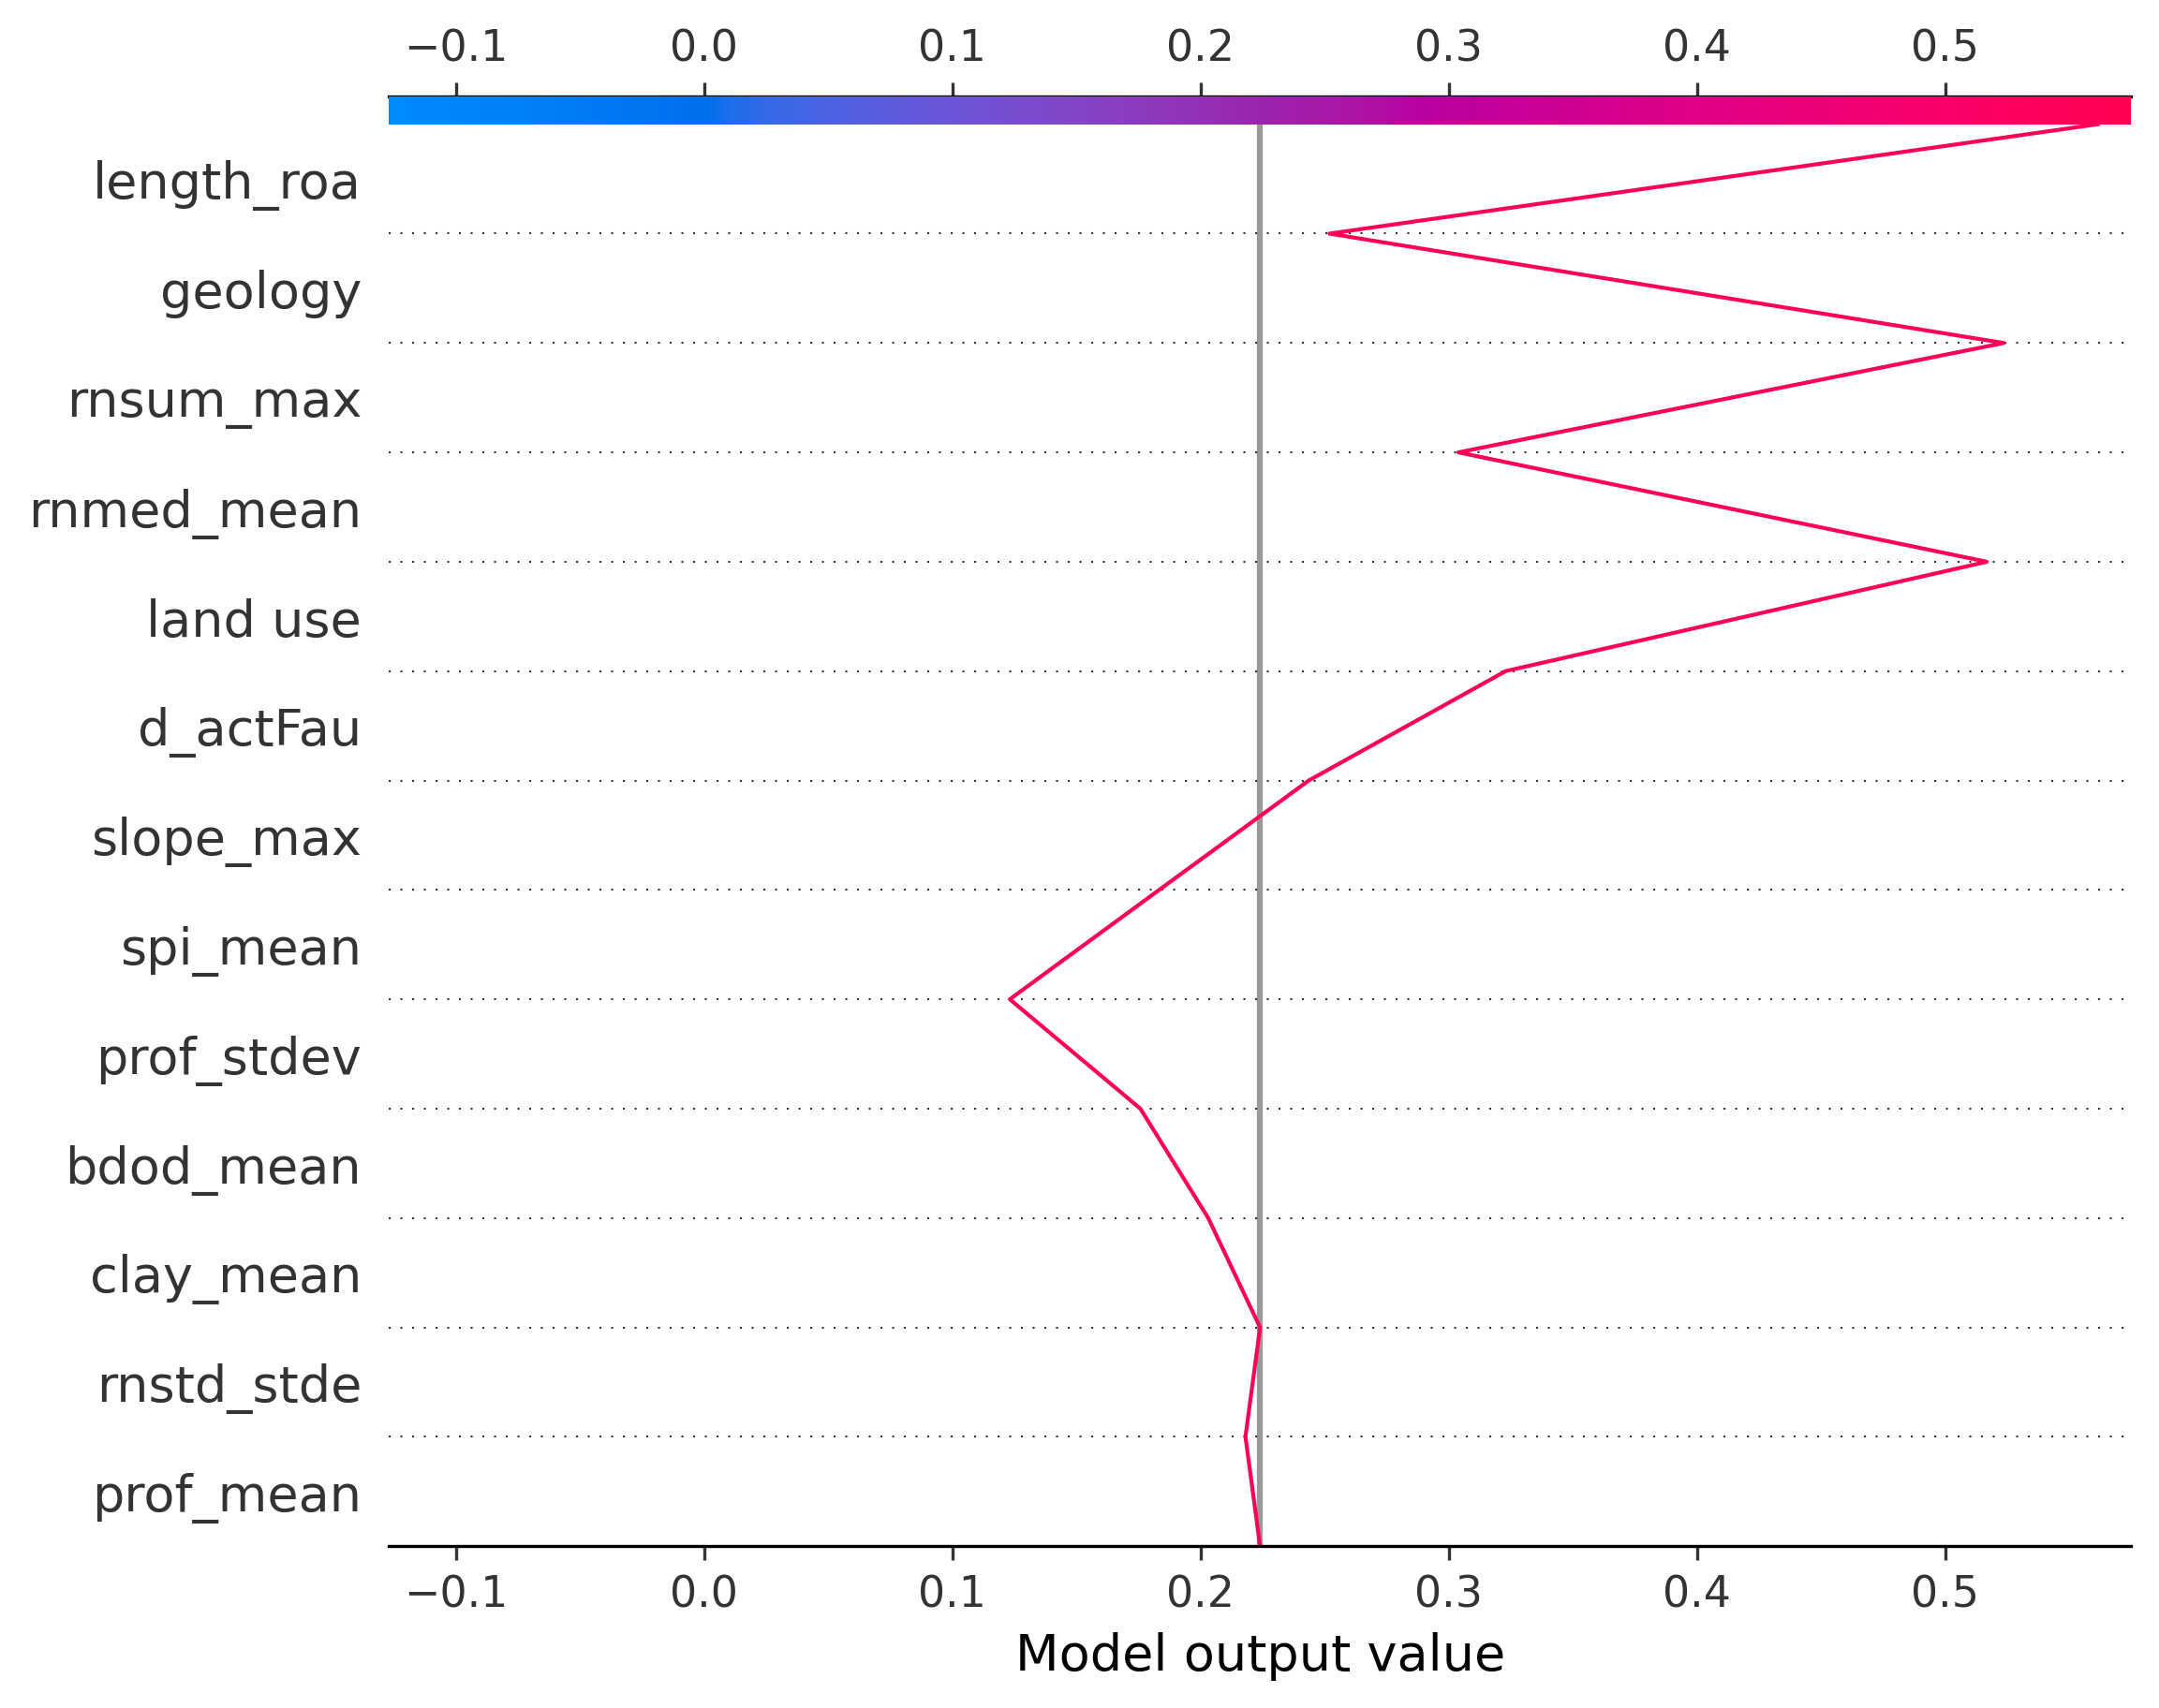 −0.1 0.0 0.1 0.2 0.3 0.4 0.5
length_roa
geology
rnsum_max
rnmed_mean
land use
d_actFau
slope_max
spi_mean
prof_stdev
bdod_mean
clay_mean
rnstd_stde
prof_mean
−0.1 0.0 0.1 0.2 0.3 0.4 0.5
Model output value